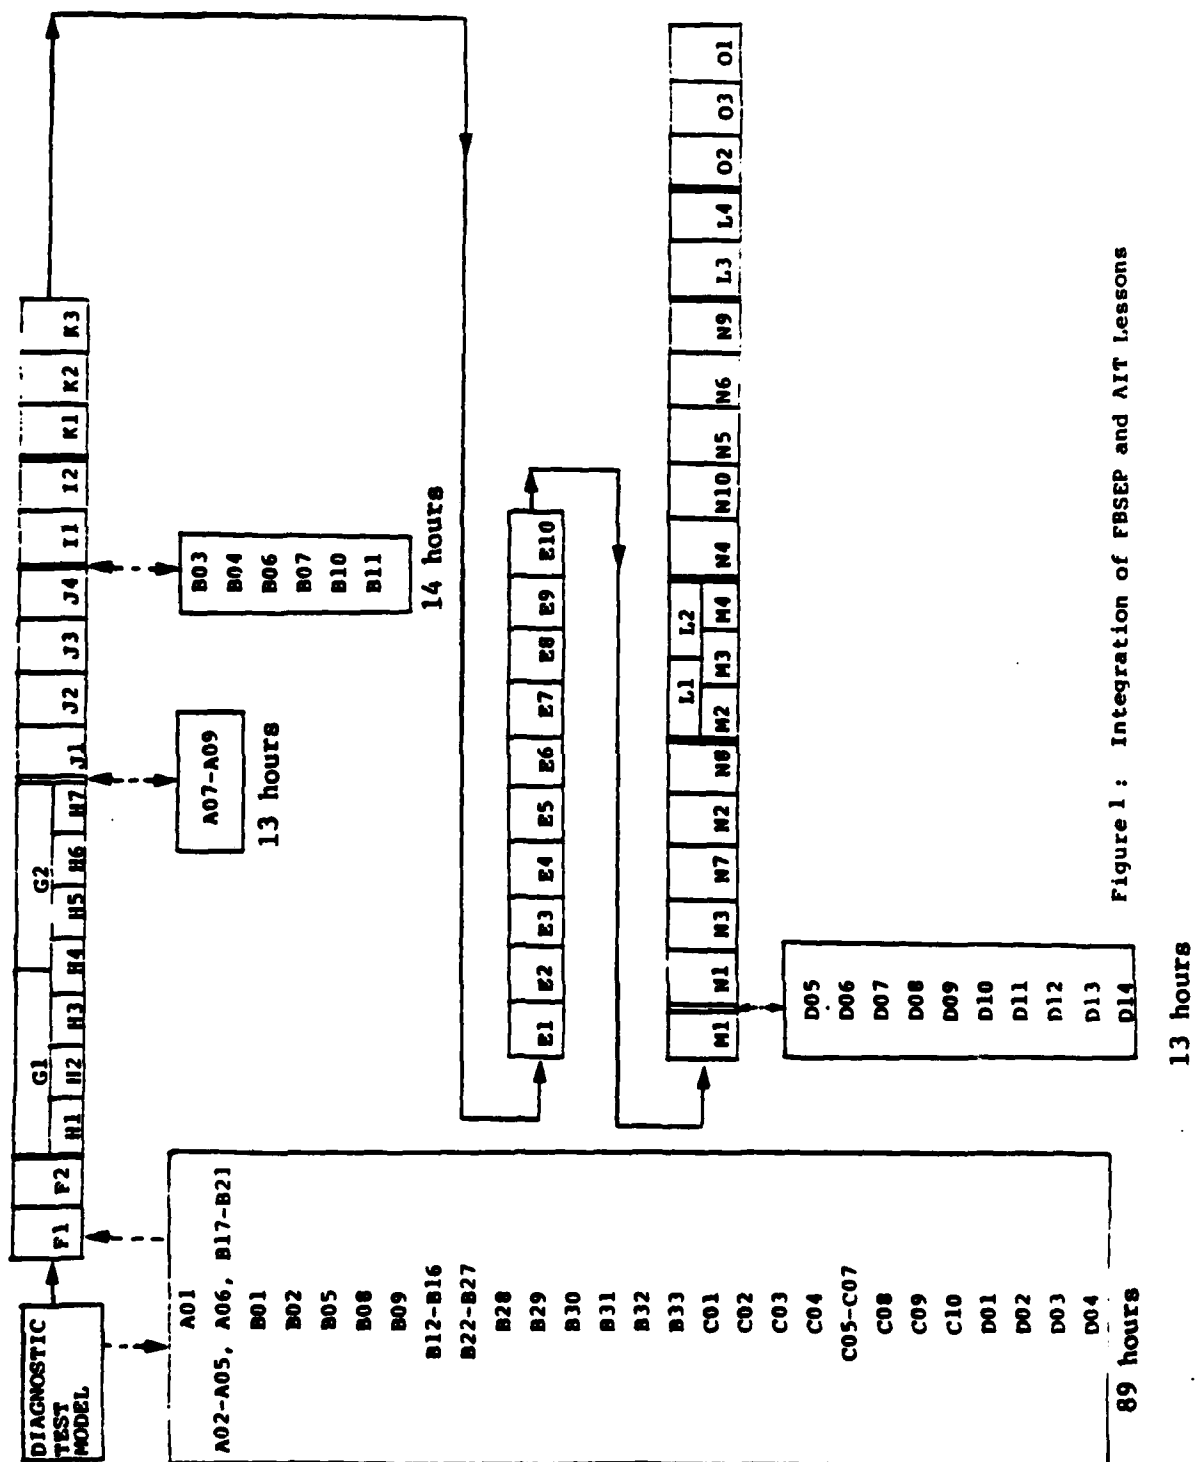 DIAGNOSTIC
TEST
MODEL
F1 F2
G1 G2
H1 H2 H3 H4 H5 H6 H7
J1 J2 J3 J4 I1 I2 K1 K2 K3
A01
A02-A05, A06, B17-B21
B01
B02
B05
B08
B09
B12-B16
B22-B27
B28
B29
B30
B31
B32
B33
C01
C02
C03
C04
C05-C07
C08
C09
C10
D01
D02
D03
D04
89 hours
A07-A09
13 hours
B03
B04
B06
B07
B10
B11
14 hours
E1 E2 E3 E4 E5 E6 E7 E8 E9 E10
M1 N1 N3 N7 N2 N8
L1 L2
M2 M3 M4
N4 N10 N5 N6 N9 L3 L4 O2 O3 O1
D05
D06
D07
D08
D09
D10
D11
D12
D13
D14
13 hours
Figure 1: Integration of FBSEP and AIT Lessons